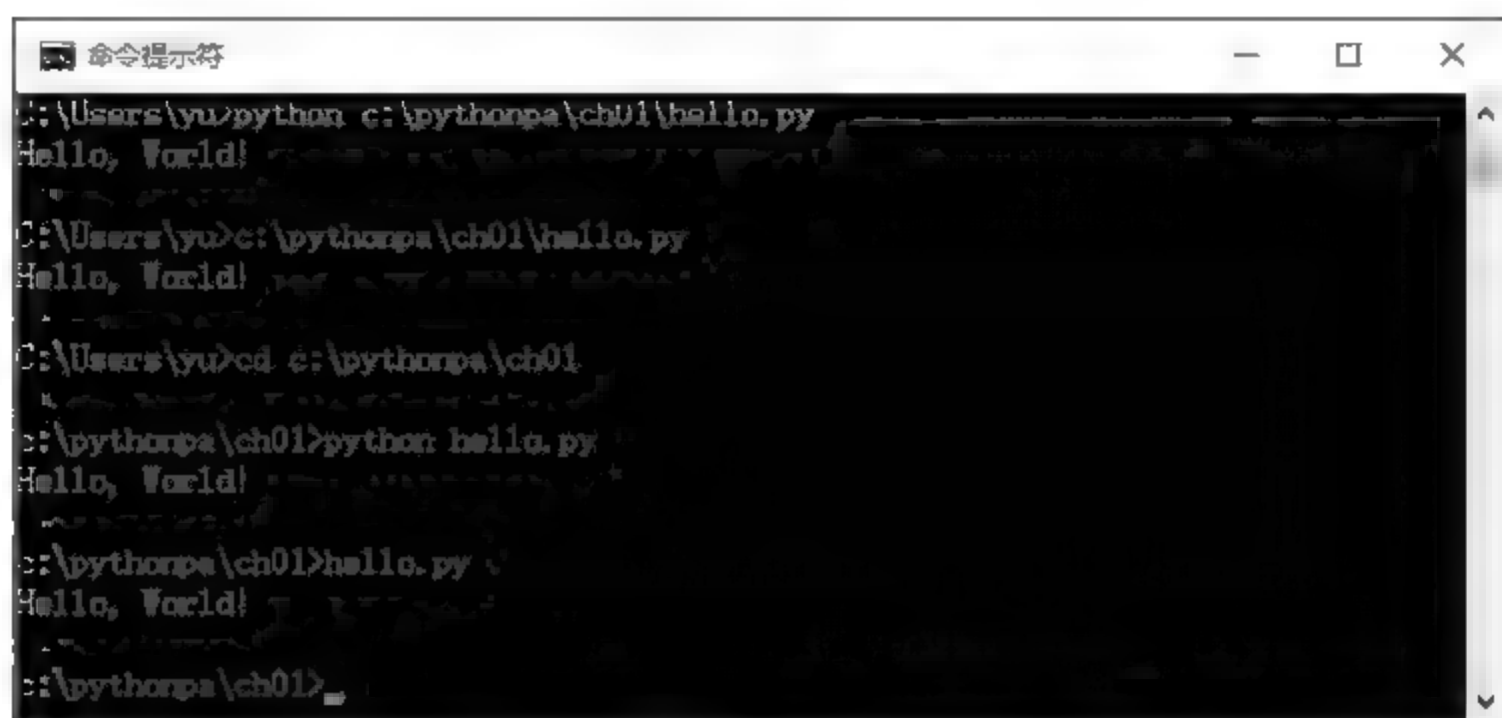 命令提示符
C:\Users\yu>python c:\pythonpa\ch01\hello.py
Hello, World!
C:\Users\yu>c:\pythonpa\ch01\hello.py
Hello, World!
C:\Users\yu>cd c:\pythonpa\ch01
c:\pythonpa\ch01>python hello.py
Hello, World!
c:\pythonpa\ch01>hello.py
Hello, World!
c:\pythonpa\ch01>_